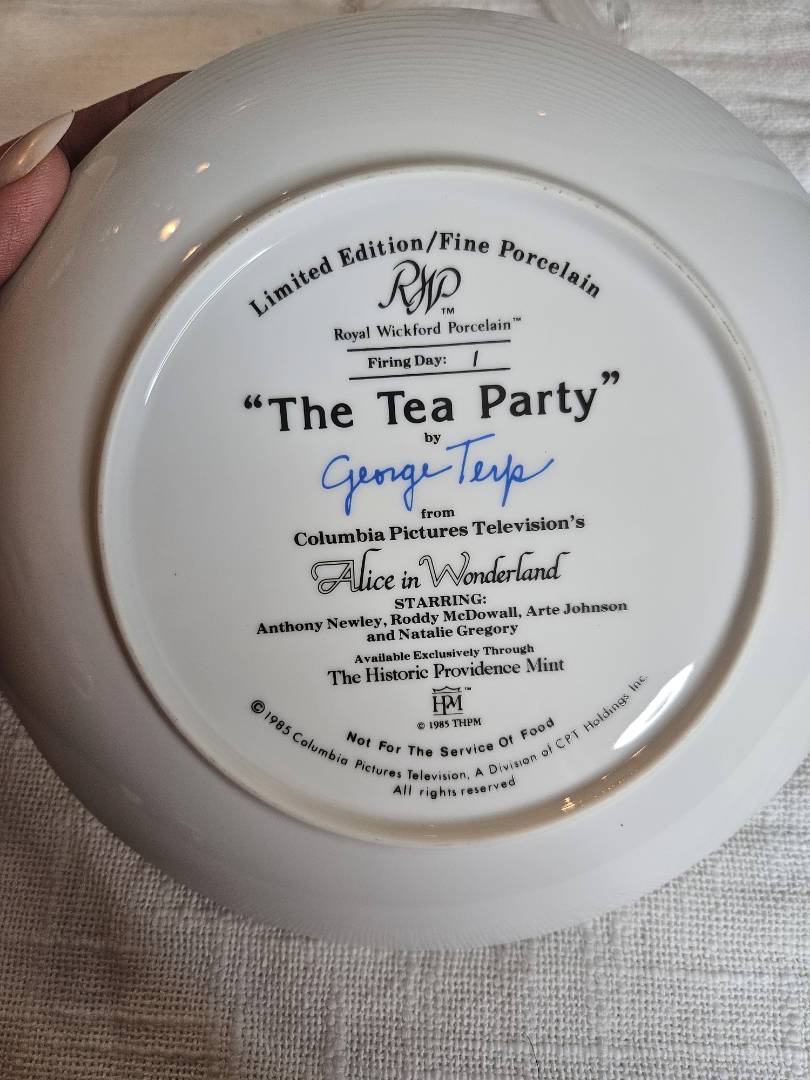 Limited Edition/Fine Porcelain
RWP™
Royal Wickford Porcelain™
Firing Day: 1
"The Tea Party"
by
George Terp
from
Columbia Pictures Television's
Alice in Wonderland
STARRING:
Anthony Newley, Roddy McDowall, Arte Johnson
and Natalie Gregory
Available Exclusively Through
The Historic Providence Mint
HPM™
© 1985 THPM
Not For The Service Of Food
©1985 Columbia Pictures Television, A Division of CPT Holdings Inc.
All rights reserved